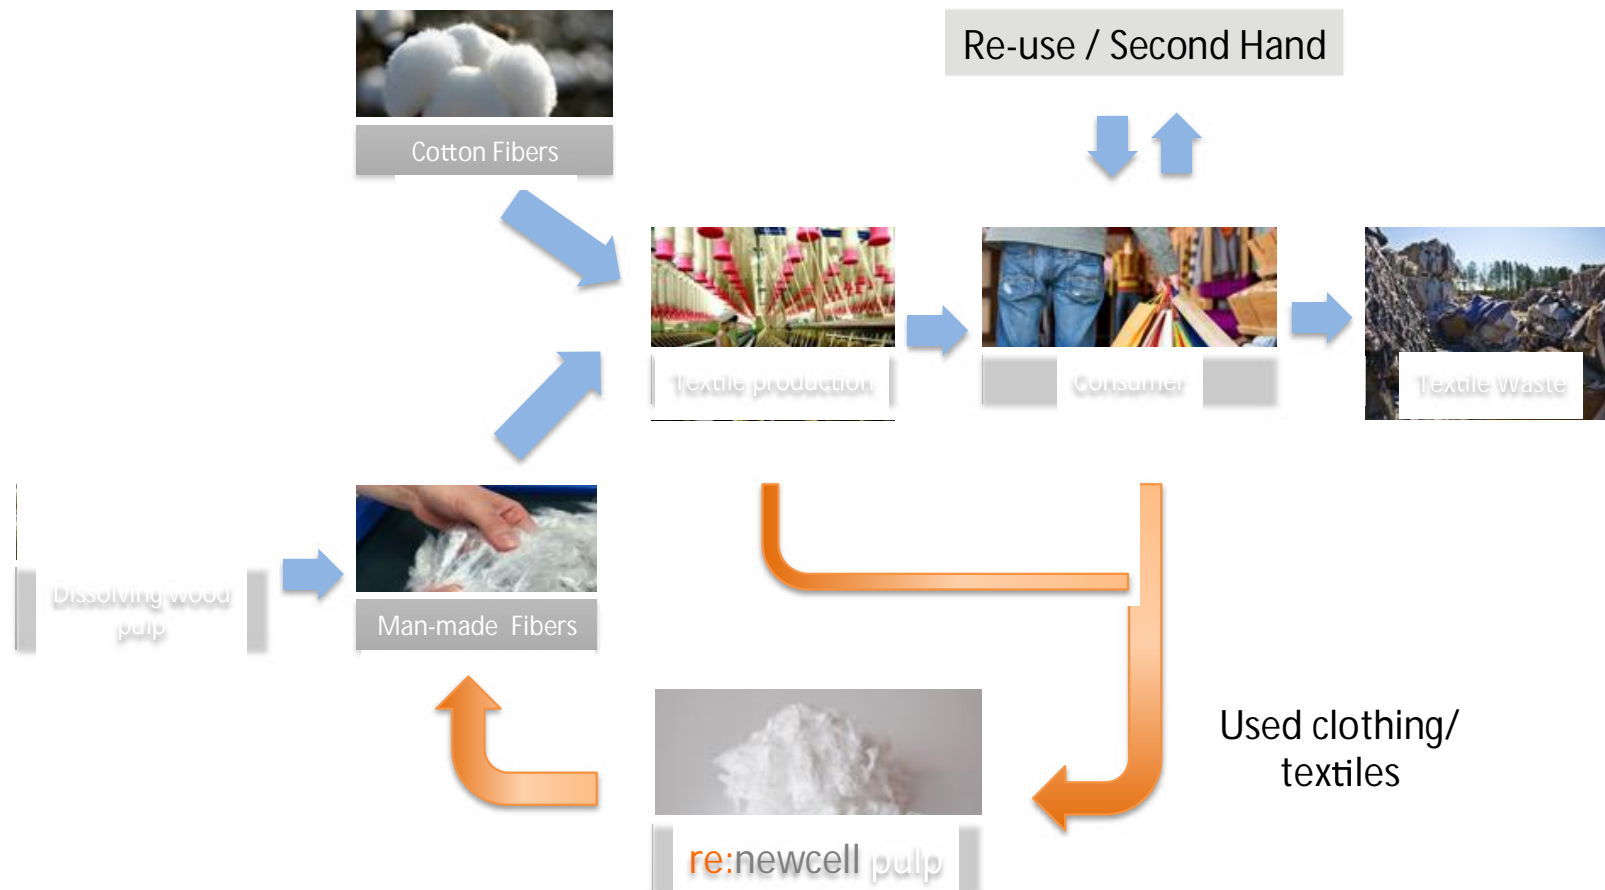 Re-use / Second Hand
Cotton Fibers
Textile production
Consumer
Textile Waste
Dissolving wood
pulp
Man-made Fibers
Used clothing/
textiles
re:newcell pulp